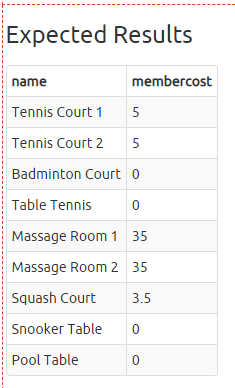 Expected Results
name membercost
Tennis Court 1 5
Tennis Court 2 5
Badminton Court 0
Table Tennis 0
Massage Room 1 35
Massage Room 2 35
Squash Court 3.5
Snooker Table 0
Pool Table 0